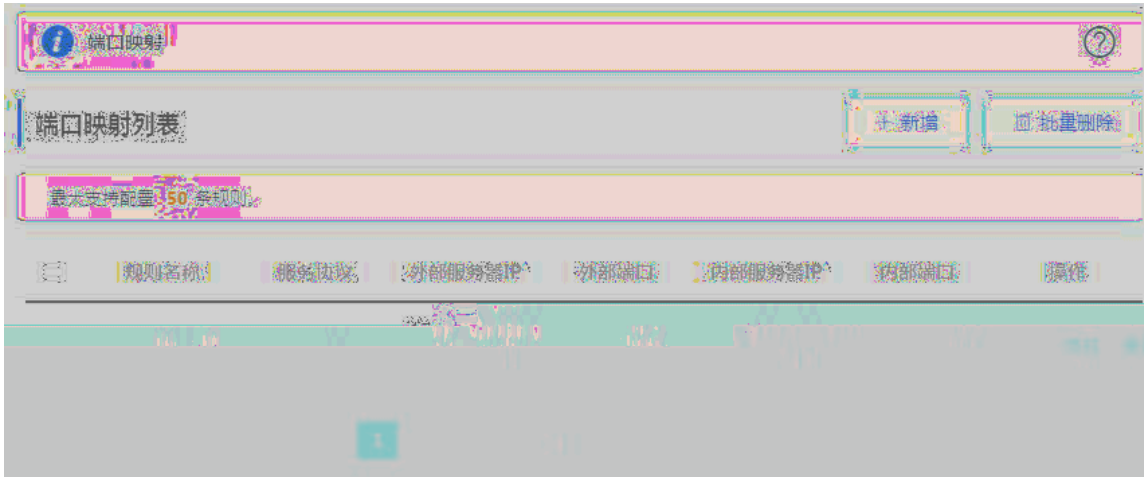 端口映射
端口映射列表 + 新增 批量删除
最大支持配置 50 条规则。
规则名称 服务协议 外部服务器IP 外部端口 内部服务器IP 内部端口 操作
1